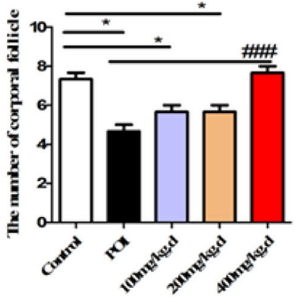 *
*
*
###
The number of corporal follicle
10
8
6
4
2
0
Control
POI
100mg/kg.d
200mg/kg.d
400mg/kg.d